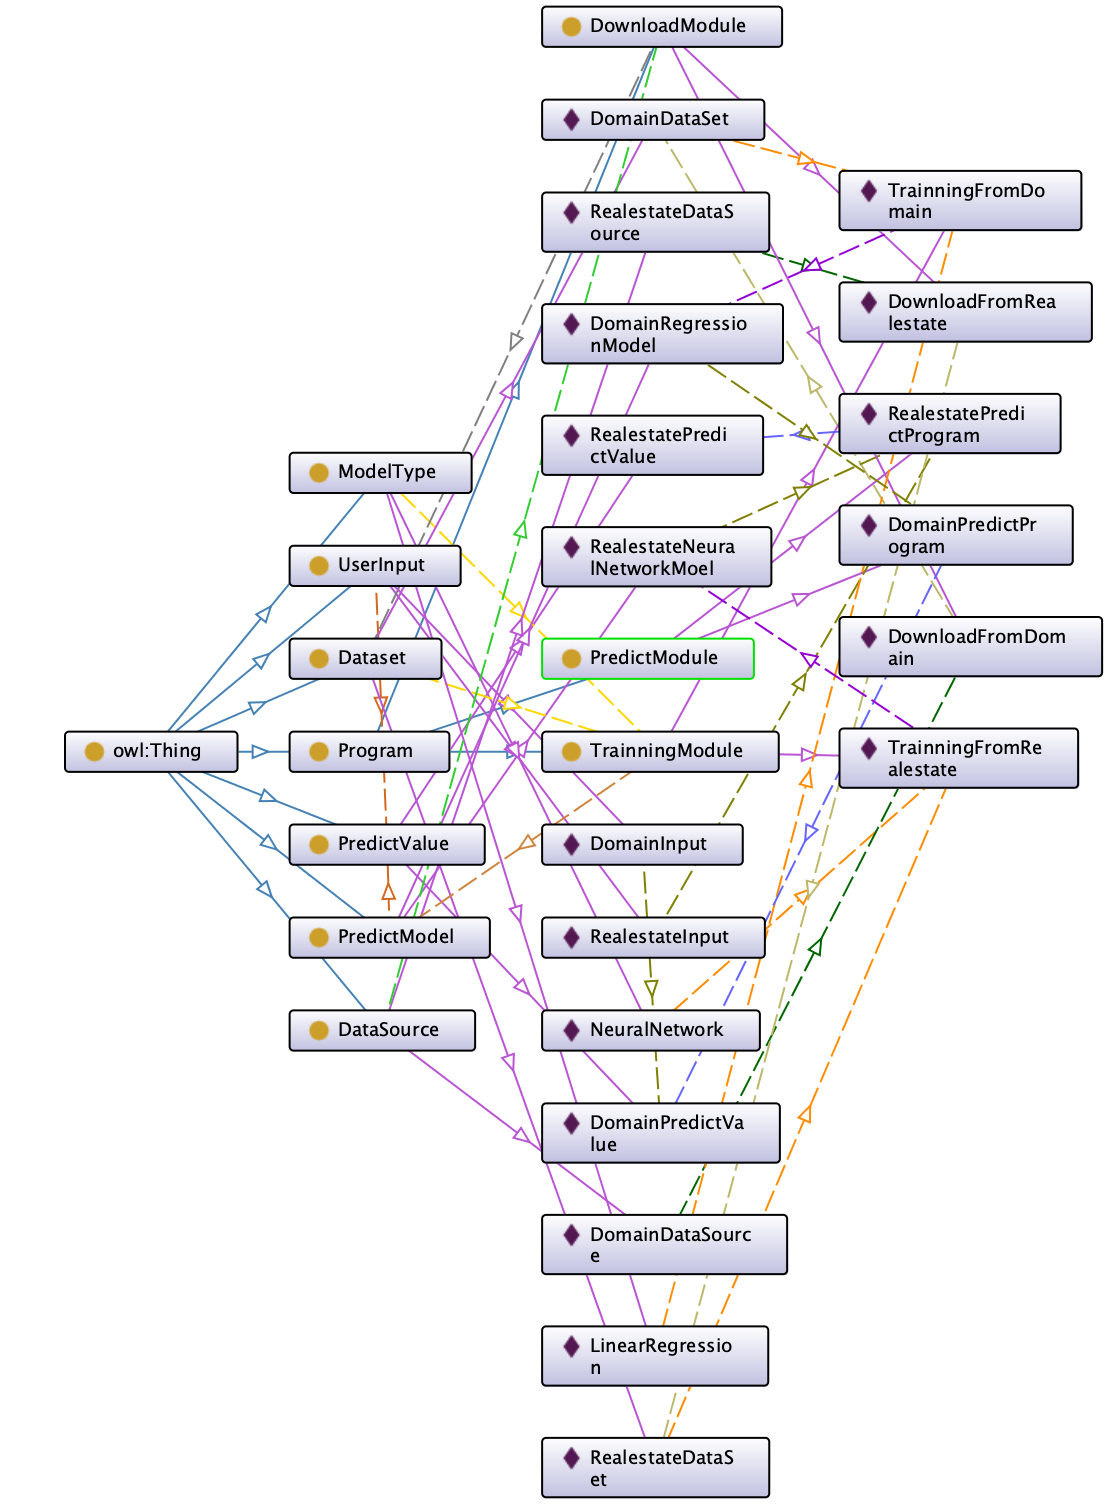 DownloadModule
DomainDataSet
TrainningFromDo
main
RealestateDataS
ource
DownloadFromRea
lestate
DomainRegressio
nModel
RealestatePredi
ctProgram
RealestatePredi
ctValue
ModelType
DomainPredictPr
ogram
RealestateNeura
lNetworkMoel
UserInput
DownloadFromDom
ain
Dataset
PredictModule
owl:Thing
Program
TrainningModule
TrainningFromRe
alestate
PredictValue
DomainInput
PredictModel
RealestateInput
DataSource
NeuralNetwork
DomainPredictVa
lue
DomainDataSourc
e
LinearRegressio
n
RealestateDataS
et